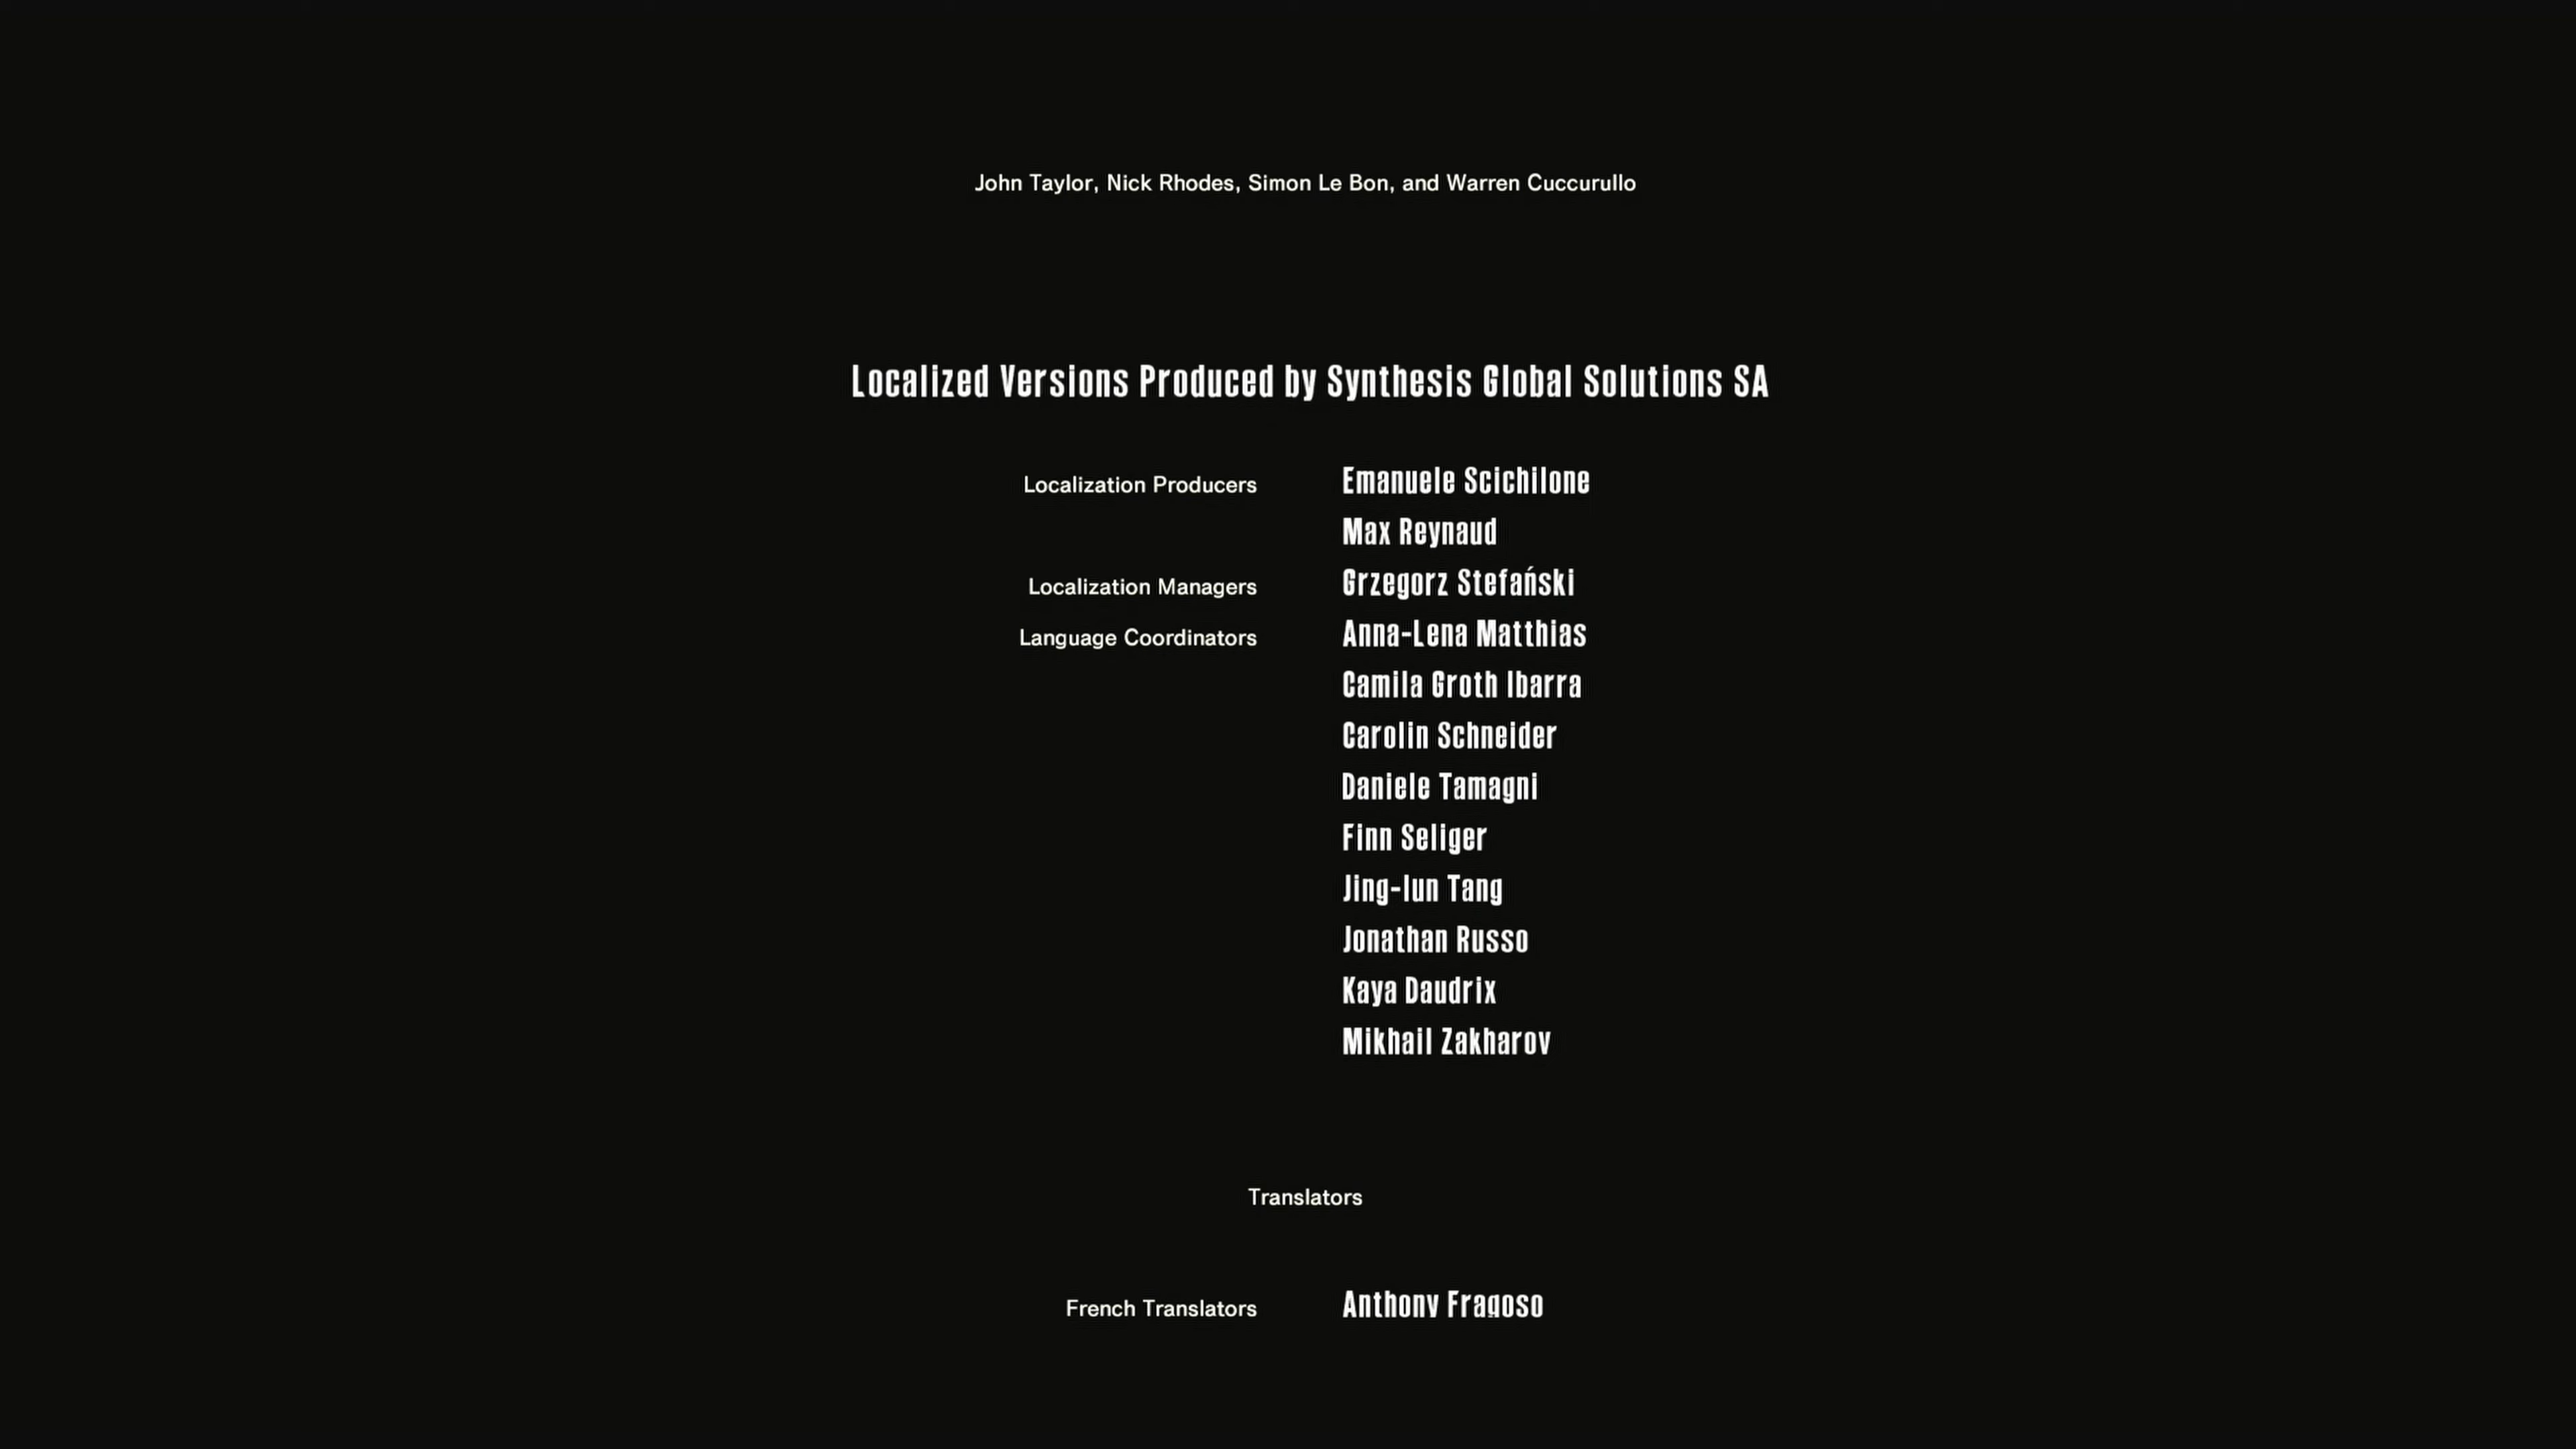 John Taylor, Nick Rhodes, Simon Le Bon, and Warren Cuccurullo
Localized Versions Produced by Synthesis Global Solutions SA
Localization Producers Emanuele Scichilone
Max Reynaud
Localization Managers Grzegorz Stefański
Language Coordinators Anna-Lena Matthias
Camila Groth Ibarra
Carolin Schneider
Daniele Tamagni
Finn Seliger
Jing-lun Tang
Jonathan Russo
Kaya Daudrix
Mikhail Zakharov
Translators
French Translators Anthony Fragoso